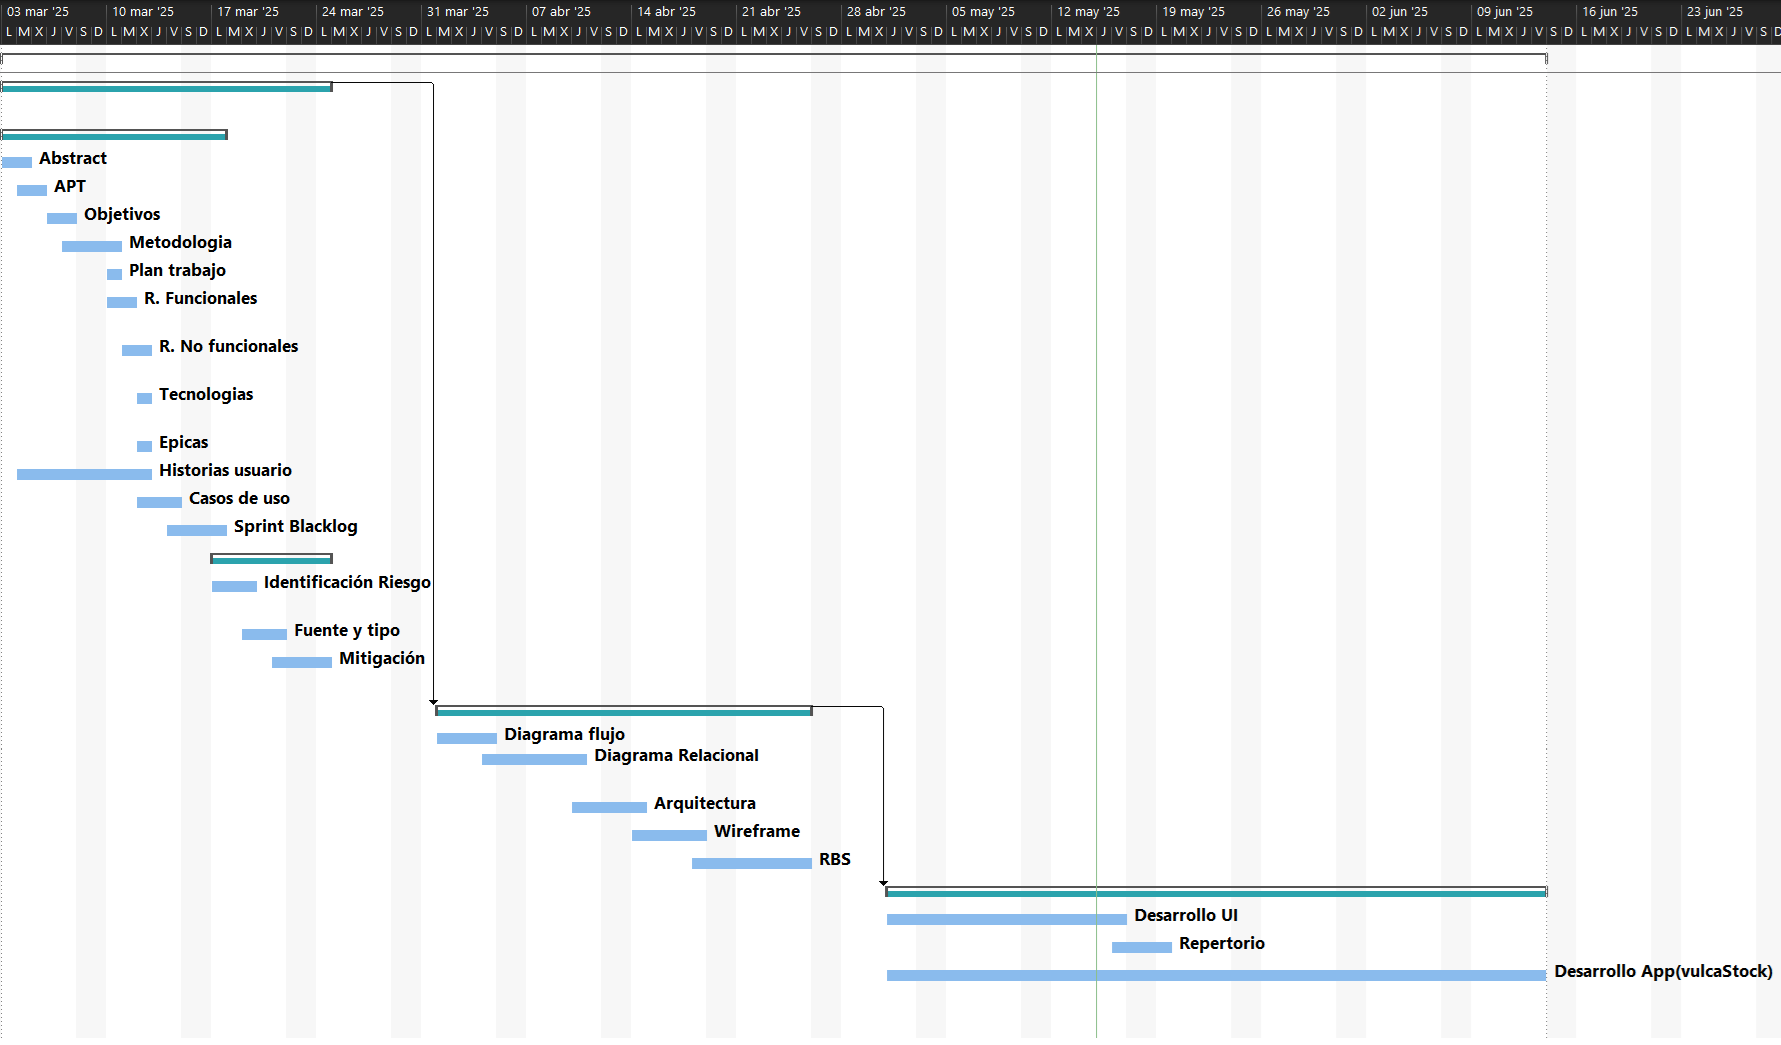 03 mar '25 10 mar '25 17 mar '25 24 mar '25 31 mar '25 07 abr '25 14 abr '25 21 abr '25 28 abr '25 05 may '25 12 may '25 19 may '25 26 may '25 02 jun '25 09 jun '25 16 jun '25 23 jun '25
L M X J V S D L M X J V S D L M X J V S D L M X J V S D L M X J V S D L M X J V S D L M X J V S D L M X J V S D L M X J V S D L M X J V S D L M X J V S D L M X J V S D L M X J V S D L M X J V S D L M X J V S D L M X J V S D L M X J V S D
Abstract
APT
Objetivos
Metodologia
Plan trabajo
R. Funcionales
R. No funcionales
Tecnologias
Epicas
Historias usuario
Casos de uso
Sprint Blacklog
Identificación Riesgo
Fuente y tipo
Mitigación
Diagrama flujo
Diagrama Relacional
Arquitectura
Wireframe
RBS
Desarrollo UI
Repertorio
Desarrollo App(vulcaStock)